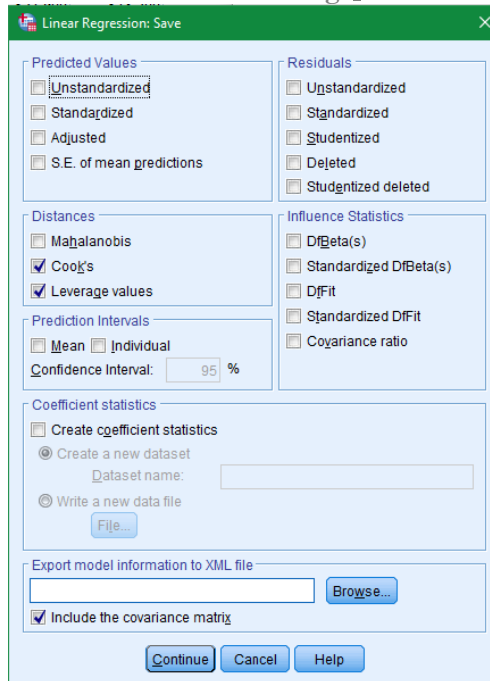 Linear Regression: Save
Predicted Values
Unstandardized
Standardized
Adjusted
S.E. of mean predictions
Residuals
Unstandardized
Standardized
Studentized
Deleted
Studentized deleted
Distances
Mahalanobis
Cook's
Leverage values
Influence Statistics
DfBeta(s)
Standardized DfBeta(s)
DfFit
Standardized DfFit
Covariance ratio
Prediction Intervals
Mean Individual
Confidence Interval: 95 %
Coefficient statistics
Create coefficient statistics
Create a new dataset
Dataset name:
Write a new data file
File...
Export model information to XML file
Browse...
Include the covariance matrix
Continue Cancel Help